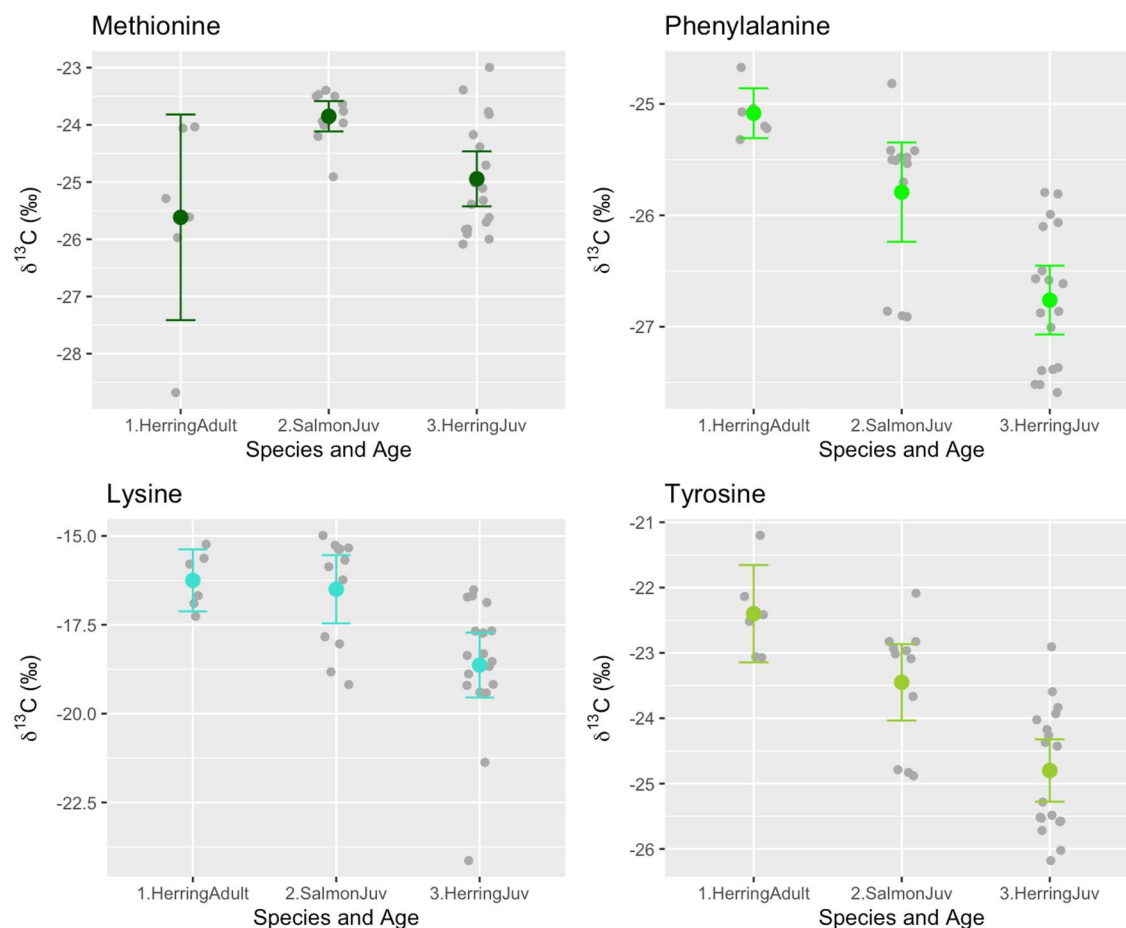 Methionine
-23
-24
-25
-26
-27
-28
δ¹³C (‰)
1.HerringAdult 2.SalmonJuv 3.HerringJuv
Species and Age
Phenylalanine
-25
-26
-27
δ¹³C (‰)
1.HerringAdult 2.SalmonJuv 3.HerringJuv
Species and Age
Lysine
-15.0
-17.5
-20.0
-22.5
δ¹³C (‰)
1.HerringAdult 2.SalmonJuv 3.HerringJuv
Species and Age
Tyrosine
-21
-22
-23
-24
-25
-26
δ¹³C (‰)
1.HerringAdult 2.SalmonJuv 3.HerringJuv
Species and Age